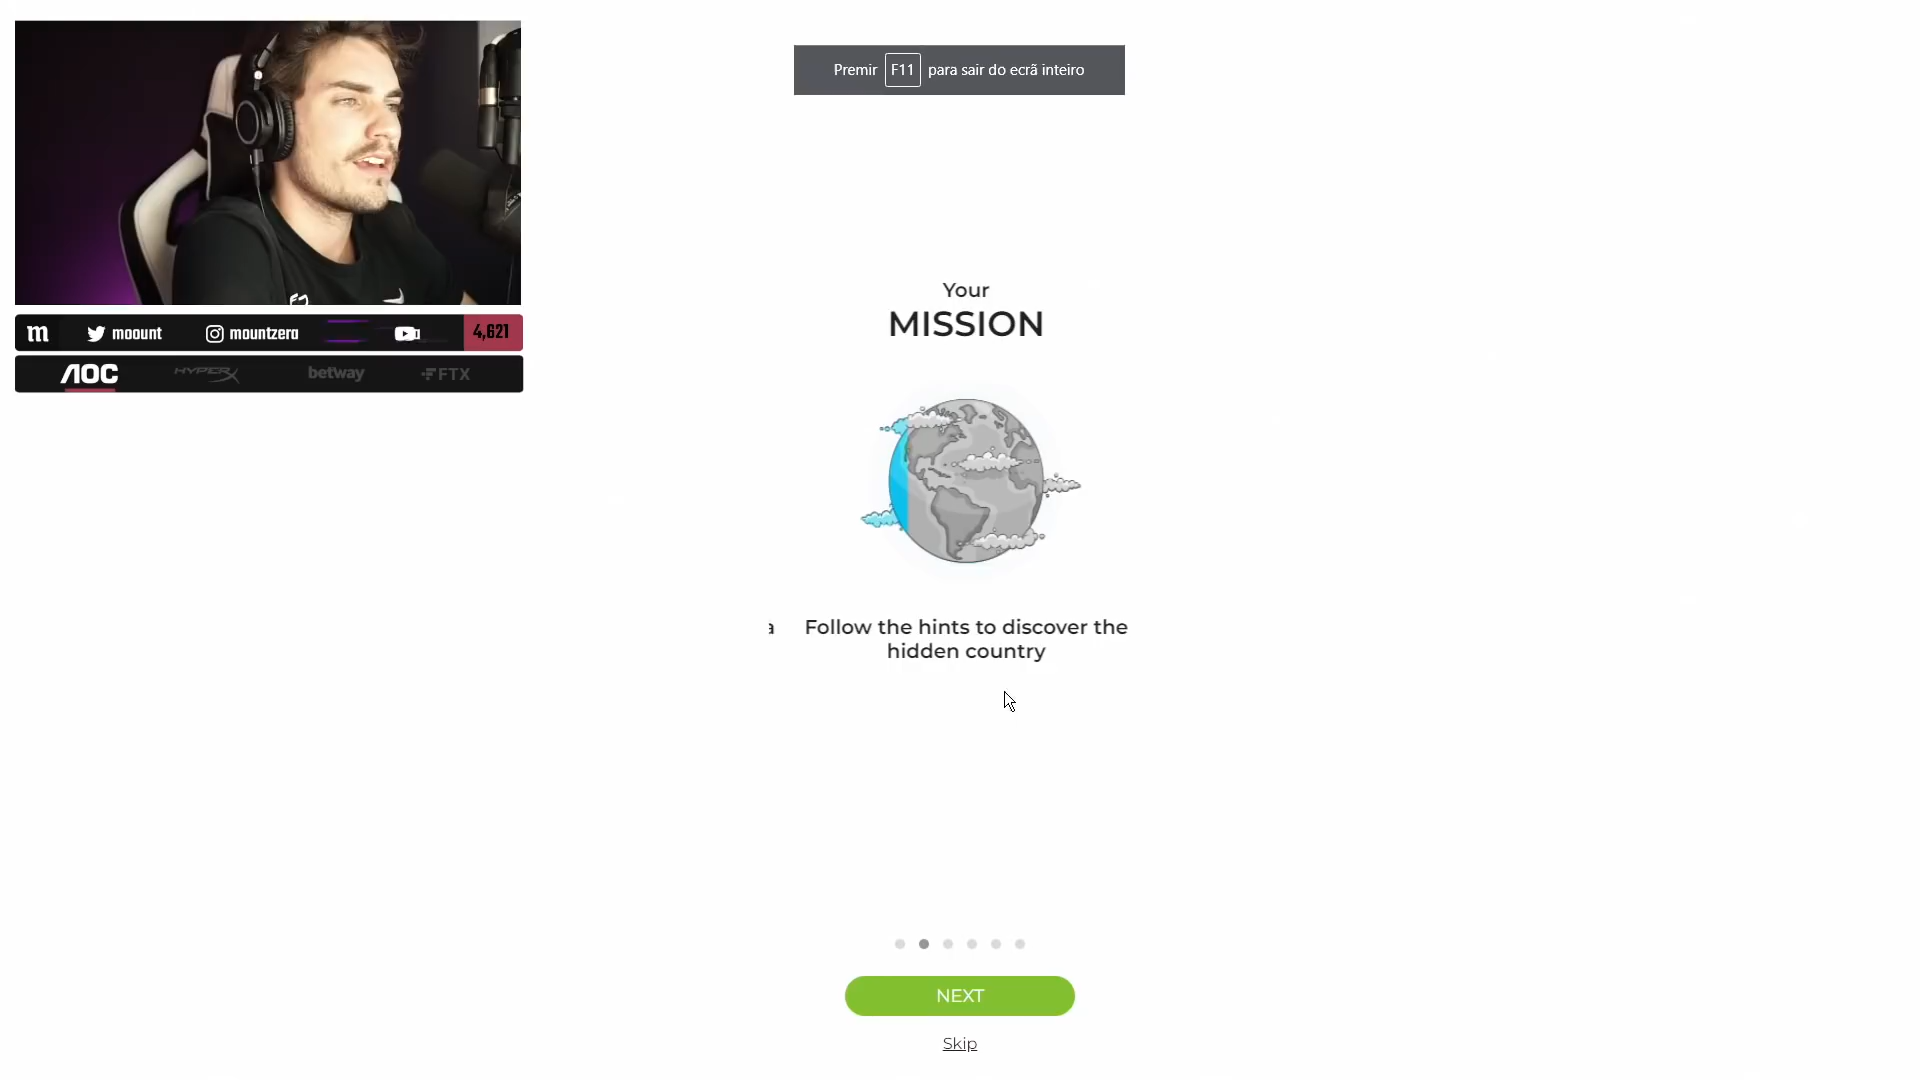 Premir F11 para sair do ecrã inteiro
m moount mountzera 4,621
AOC HYPERX betway FTX
Your
MISSION
a Follow the hints to discover the
hidden country
NEXT
Skip